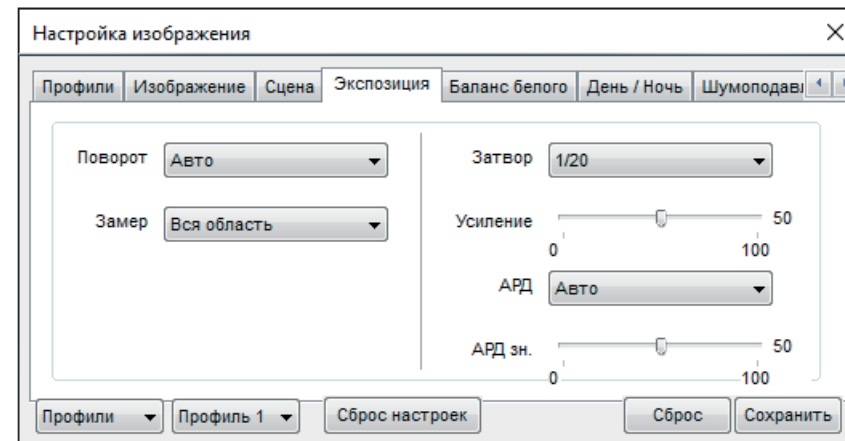 Настройка изображения
Профили Изображение Сцена Экспозиция Баланс белого День / Ночь Шумоподавл
Поворот Авто
Замер Вся область
Затвор 1/20
Усиление 50
0 100
АРД Авто
АРД зн. 50
0 100
Профили Профиль 1 Сброс настроек Сброс Сохранить